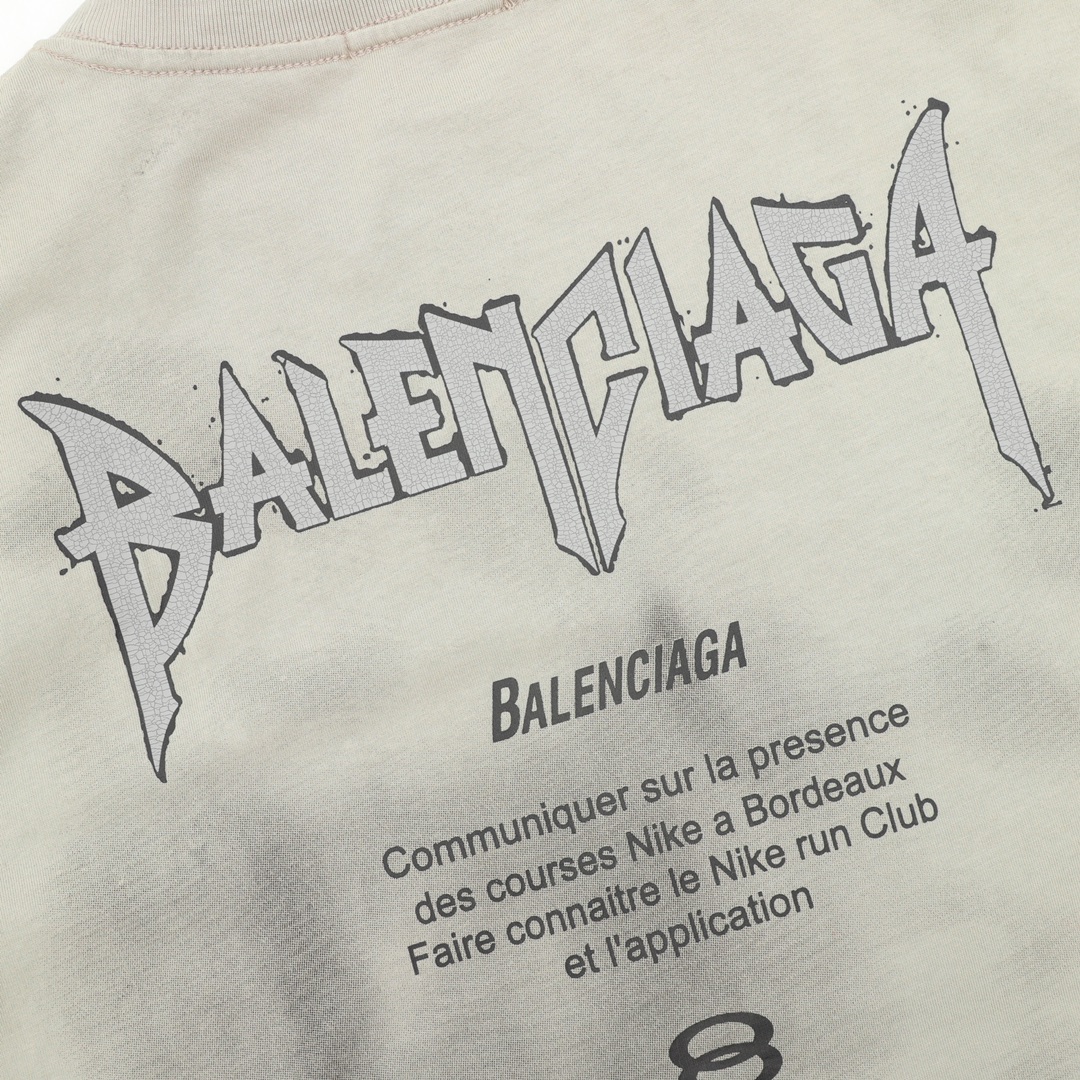 BALENCIAGA
BALENCIAGA
Communiquer sur la presence
des courses Nike a Bordeaux
Faire connaitre le Nike run Club
et l'application